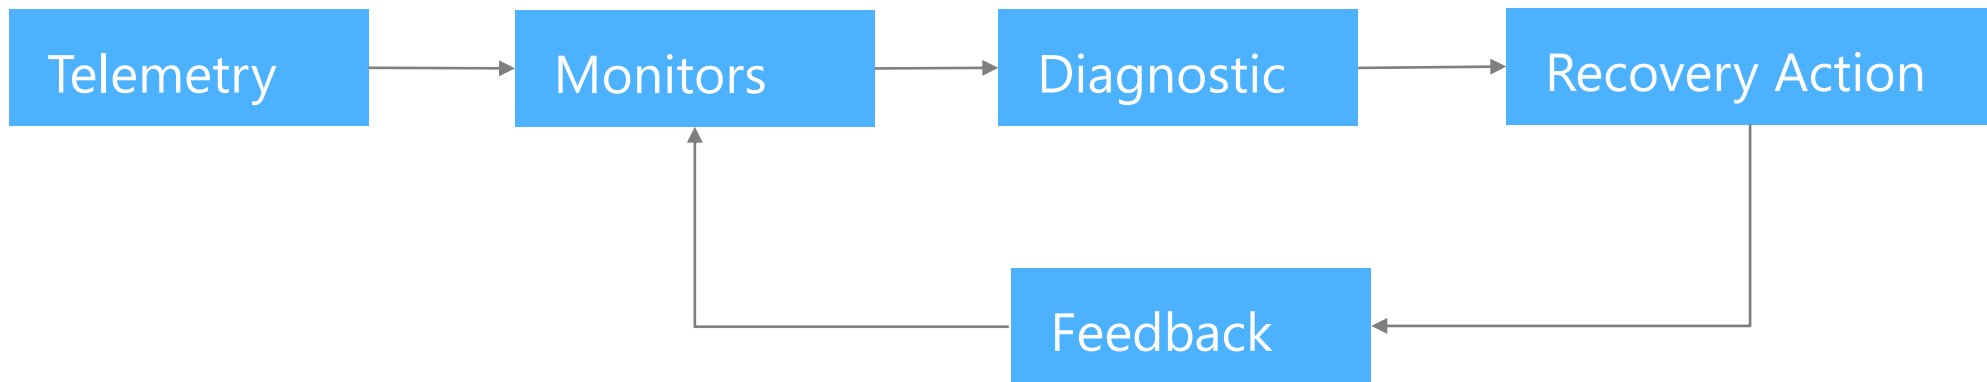 Telemetry
Monitors
Diagnostic
Recovery Action
Feedback